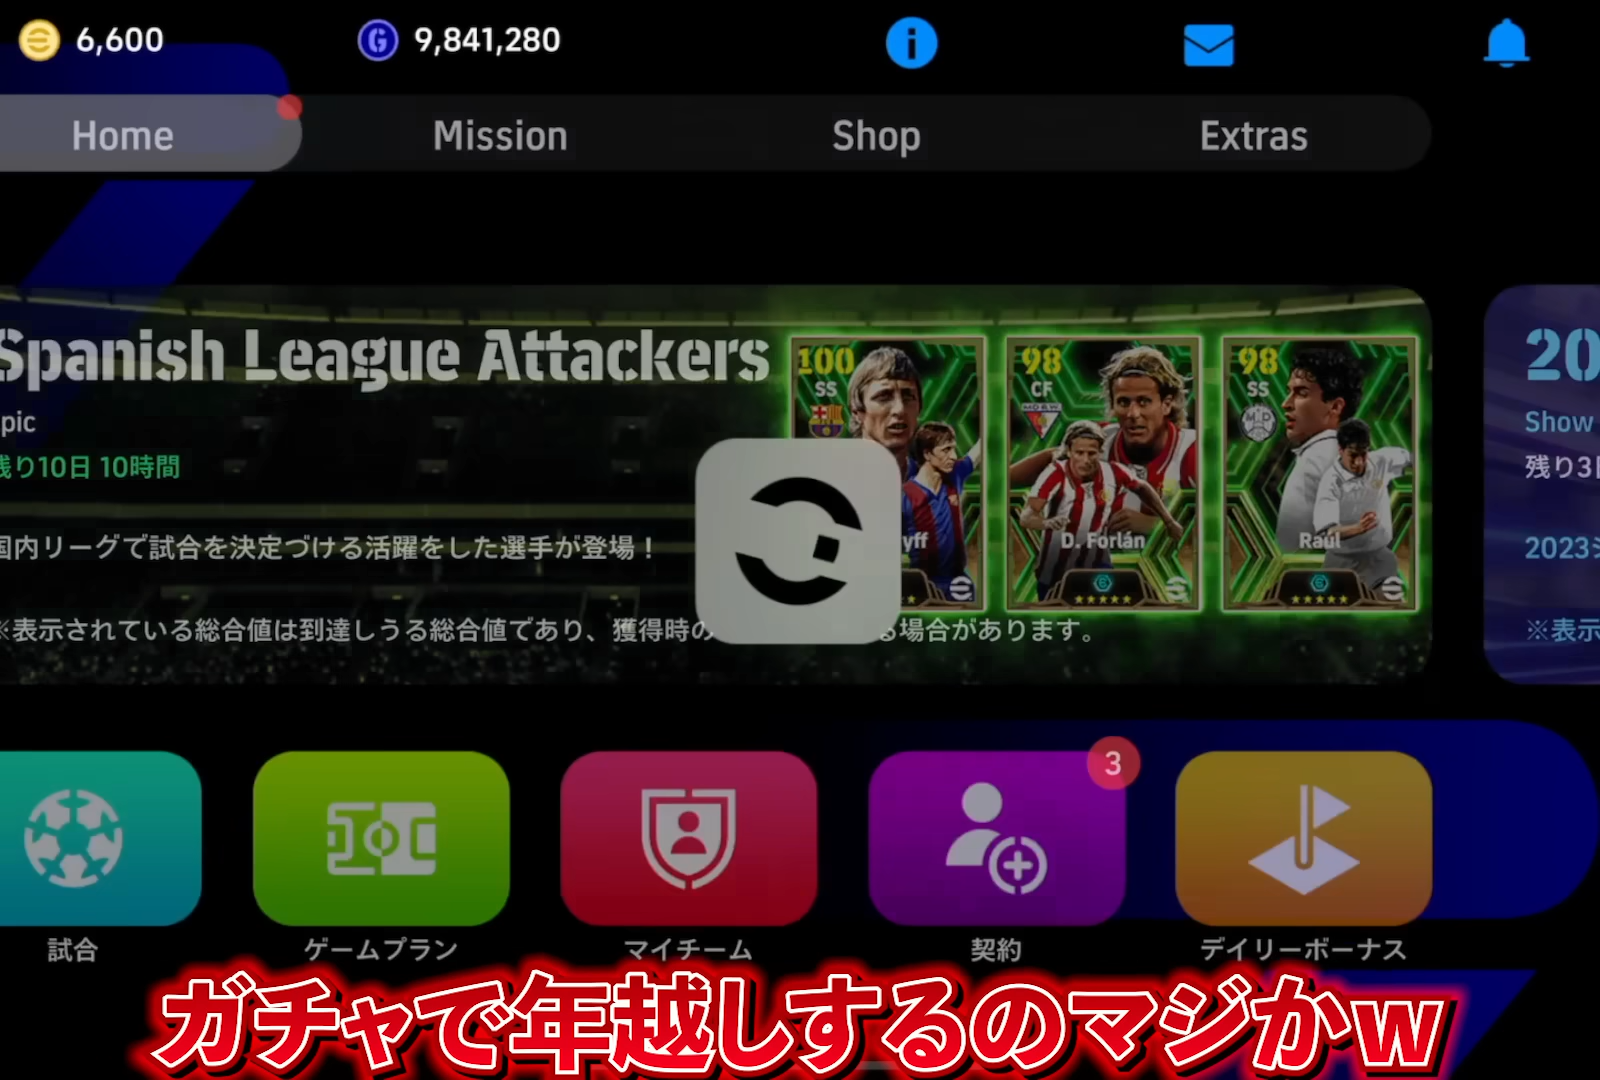 6,600
9,841,280
Home
Mission
Shop
Extras
Spanish League Attackers
pic
残り10日 10時間
国内リーグで試合を決定づける活躍をした選手が登場！
※表示されている総合値は到達しうる総合値であり、獲得時の
る場合があります。
100
SS
yff
98
CF
D. Forlán
98
SS
Raúl
20
Show
残り3日
2023
※表示
3
試合
ゲームプラン
マイチーム
契約
デイリーボーナス
ガチャで年越しするのマジかw